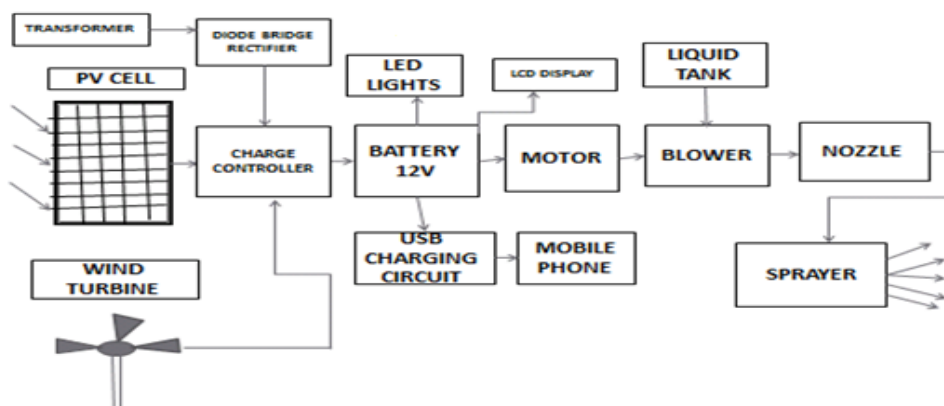 TRANSFORMER
DIODE BRIDGE
RECTIFIER
PV CELL
LED
LIGHTS
LCD DISPLAY
LIQUID
TANK
CHARGE
CONTROLLER
BATTERY
12V
MOTOR
BLOWER
NOZZLE
USB
CHARGING
CIRCUIT
MOBILE
PHONE
SPRAYER
WIND
TURBINE